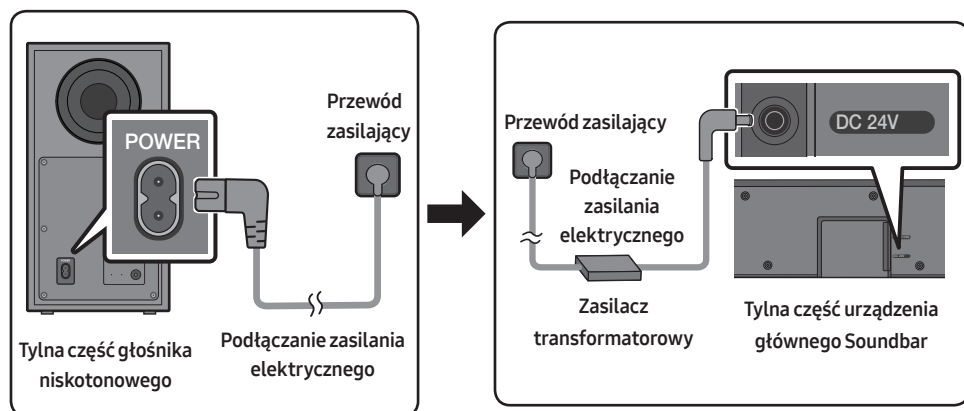 POWER
Przewód
zasilający
Tylna część głośnika
niskotonowego
Podłączanie zasilania
elektrycznego
Przewód zasilający
Podłączanie
zasilania
elektrycznego
Zasilacz
transformatorowy
DC 24V
Tylna część urządzenia
głównego Soundbar